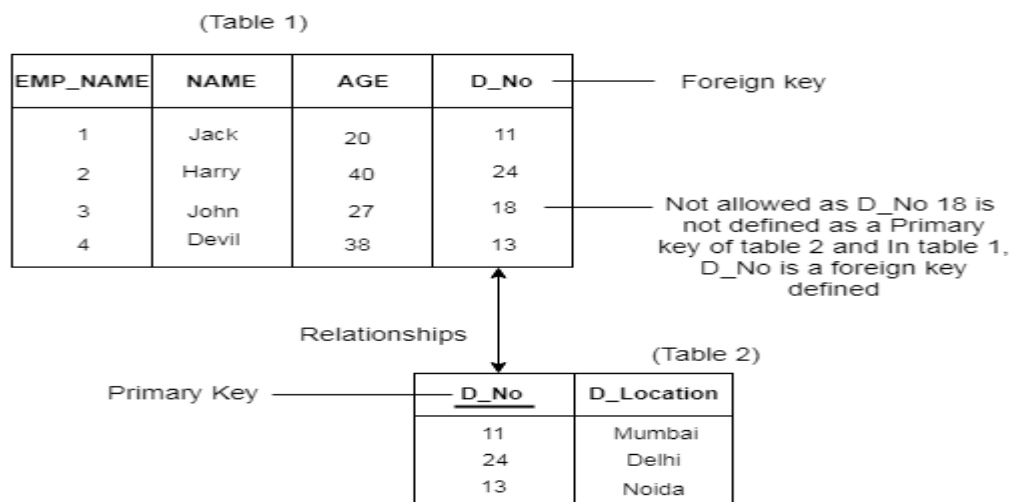 (Table 1)
EMP_NAME NAME AGE D_No Foreign key
1 Jack 20 11
2 Harry 40 24
3 John 27 18
4 Devil 38 13
Not allowed as D_No 18 is
not defined as a Primary
key of table 2 and In table 1,
D_No is a foreign key
defined
Relationships
(Table 2)
Primary Key D_No D_Location
11 Mumbai
24 Delhi
13 Noida